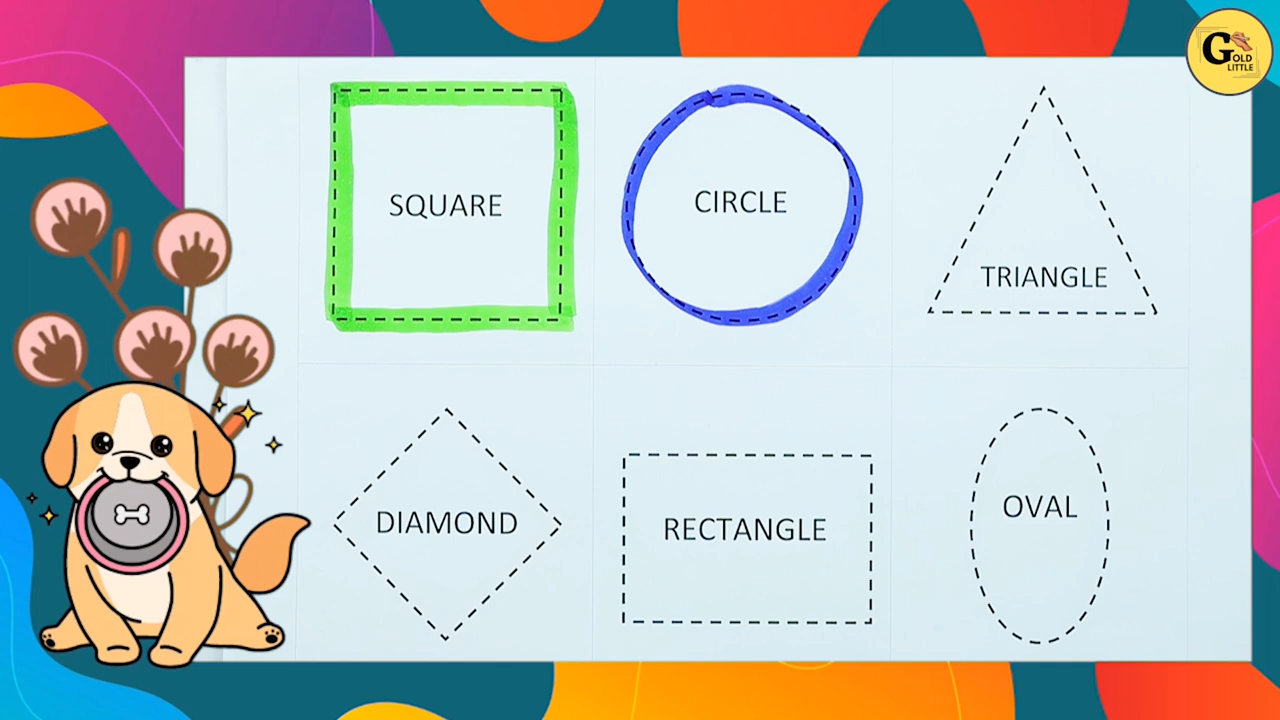 GOLD
LITTLE
SQUARE
CIRCLE
TRIANGLE
DIAMOND
RECTANGLE
OVAL